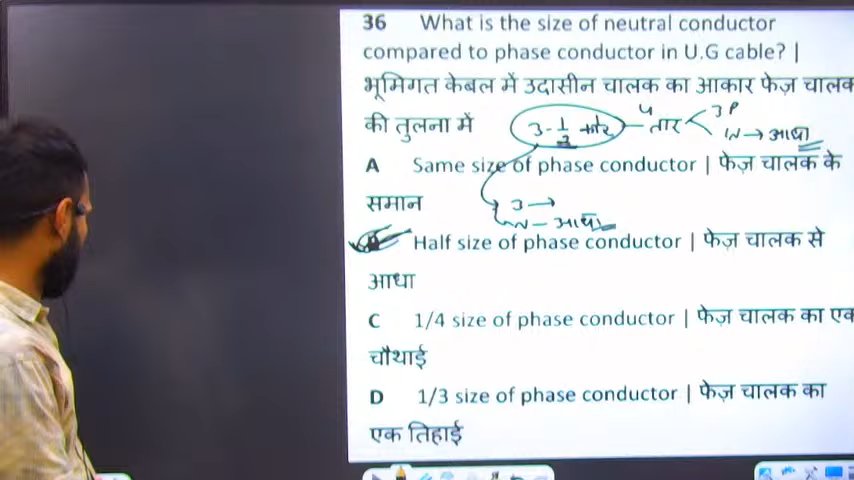 36 What is the size of neutral conductor
compared to phase conductor in U.G cable? |
भूमिगत केबल में उदासीन चालक का आकार फेज़ चालक
की तुलना में 3-1/2 कोर 4 तार 3P
1N → आधा
A Same size of phase conductor | फेज़ चालक के
समान 3 →
N - आधा
Half size of phase conductor | फेज़ चालक से
आधा
C 1/4 size of phase conductor | फेज़ चालक का एक
चौथाई
D 1/3 size of phase conductor | फेज़ चालक का
एक तिहाई